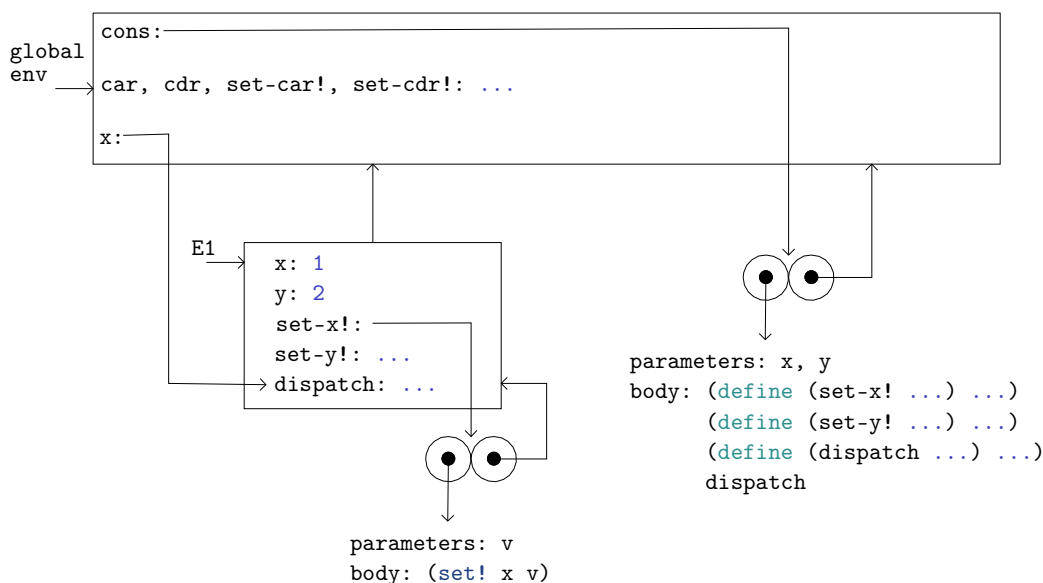 cons:
global
env
car, cdr, set-car!, set-cdr!: ...
x:
E1
x: 1
y: 2
set-x!:
set-y!: ...
dispatch: ...
parameters: x, y
body: (define (set-x! ...) ...)
(define (set-y! ...) ...)
(define (dispatch ...) ...)
dispatch
parameters: v
body: (set! x v)